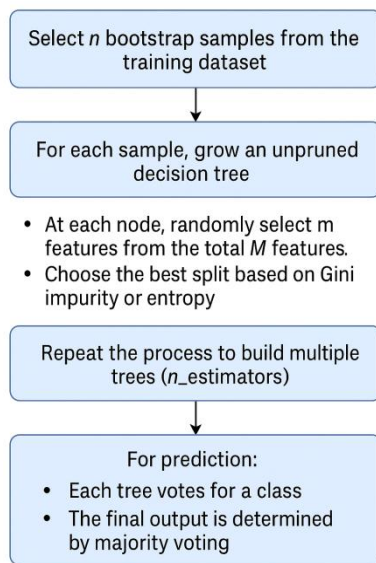 Select n bootstrap samples from the
training dataset
For each sample, grow an unpruned
decision tree
• At each node, randomly select m
features from the total M features.
• Choose the best split based on Gini
impurity or entropy
Repeat the process to build multiple
trees (n_estimators)
For prediction:
• Each tree votes for a class
• The final output is determined
by majority voting